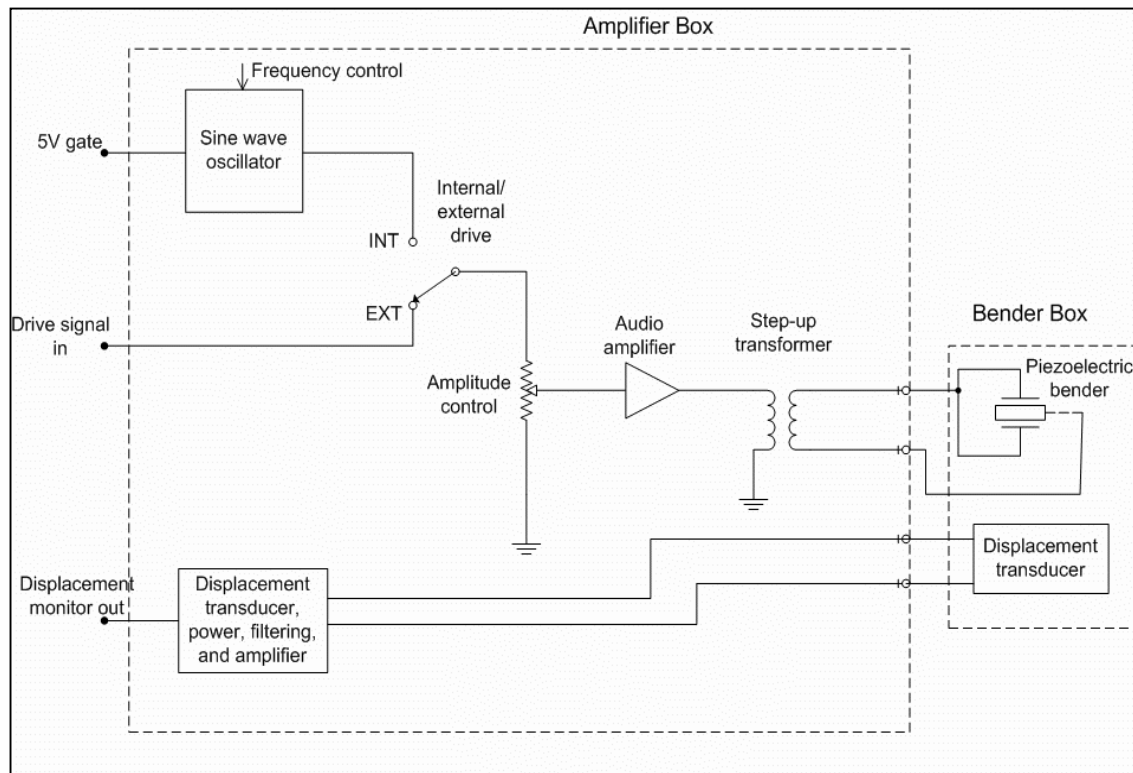 Amplifier Box
Frequency control
5V gate
Sine wave
oscillator
Internal/
external
drive
INT
EXT
Drive signal
in
Amplitude
control
Audio
amplifier
Step-up
transformer
Bender Box
Piezoelectric
bender
Displacement
transducer
Displacement
monitor out
Displacement
transducer,
power, filtering,
and amplifier